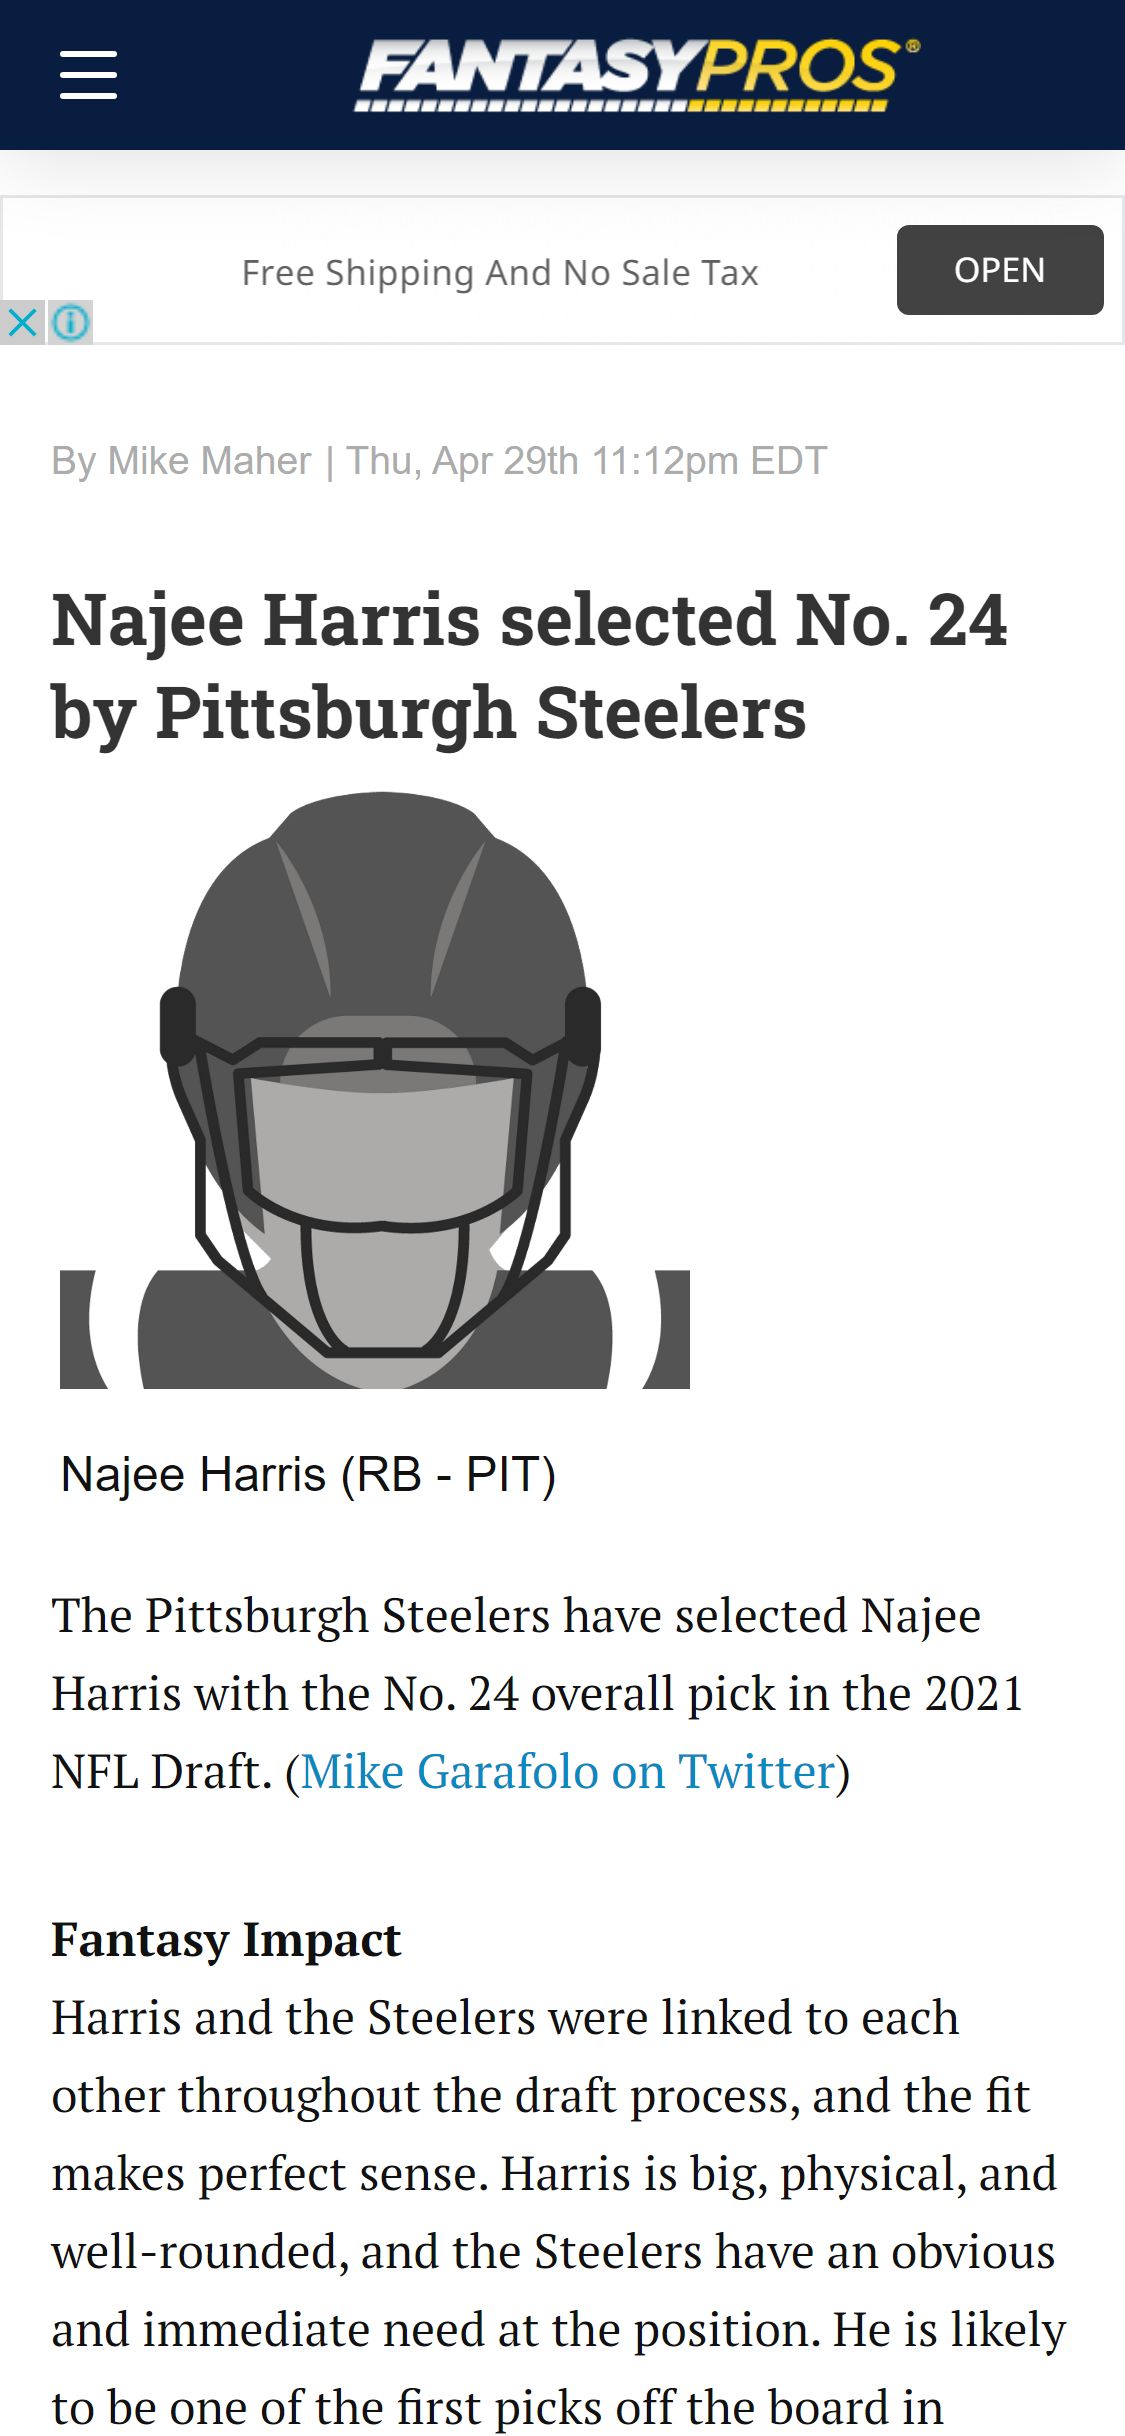 FANTASYPROS®
Free Shipping And No Sale Tax
OPEN
By Mike Maher | Thu, Apr 29th 11:12pm EDT
Najee Harris selected No. 24
by Pittsburgh Steelers
Najee Harris (RB - PIT)
The Pittsburgh Steelers have selected Najee
Harris with the No. 24 overall pick in the 2021
NFL Draft. (Mike Garafolo on Twitter)
Fantasy Impact
Harris and the Steelers were linked to each
other throughout the draft process, and the fit
makes perfect sense. Harris is big, physical, and
well-rounded, and the Steelers have an obvious
and immediate need at the position. He is likely
to be one of the first picks off the board in